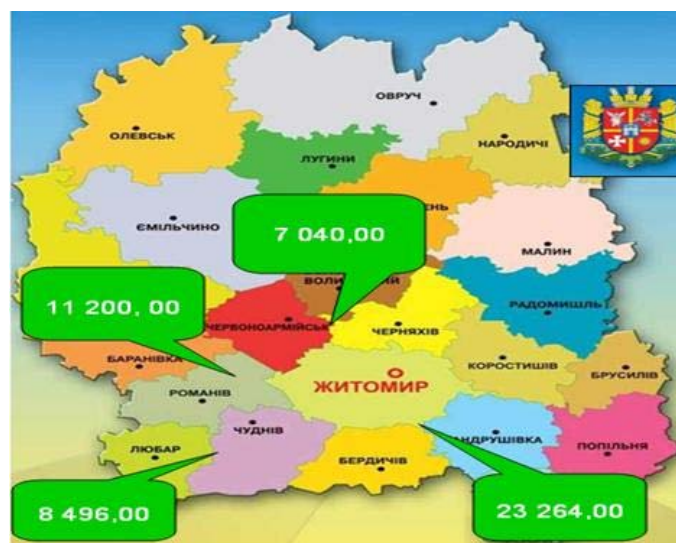 ОВРУЧ
ОЛЕВСЬК
НАРОДИЧІ
ЛУГИНИ
ЕНЬ
ЄМІЛЬЧИНО
7 040,00
МАЛИН
11 200, 00
РАДОМИШЛЬ
ЧЕРВОНОАРМІЙСЬК
ЧЕРНЯХІВ
БАРАНІВКА
КОРОСТИШІВ
БРУСИЛІВ
ЖИТОМИР
РОМАНІВ
ЧУДНІВ
ЛЮБАР
АНДРУШІВКА
ПОПІЛЬНЯ
БЕРДИЧІВ
8 496,00
23 264,00